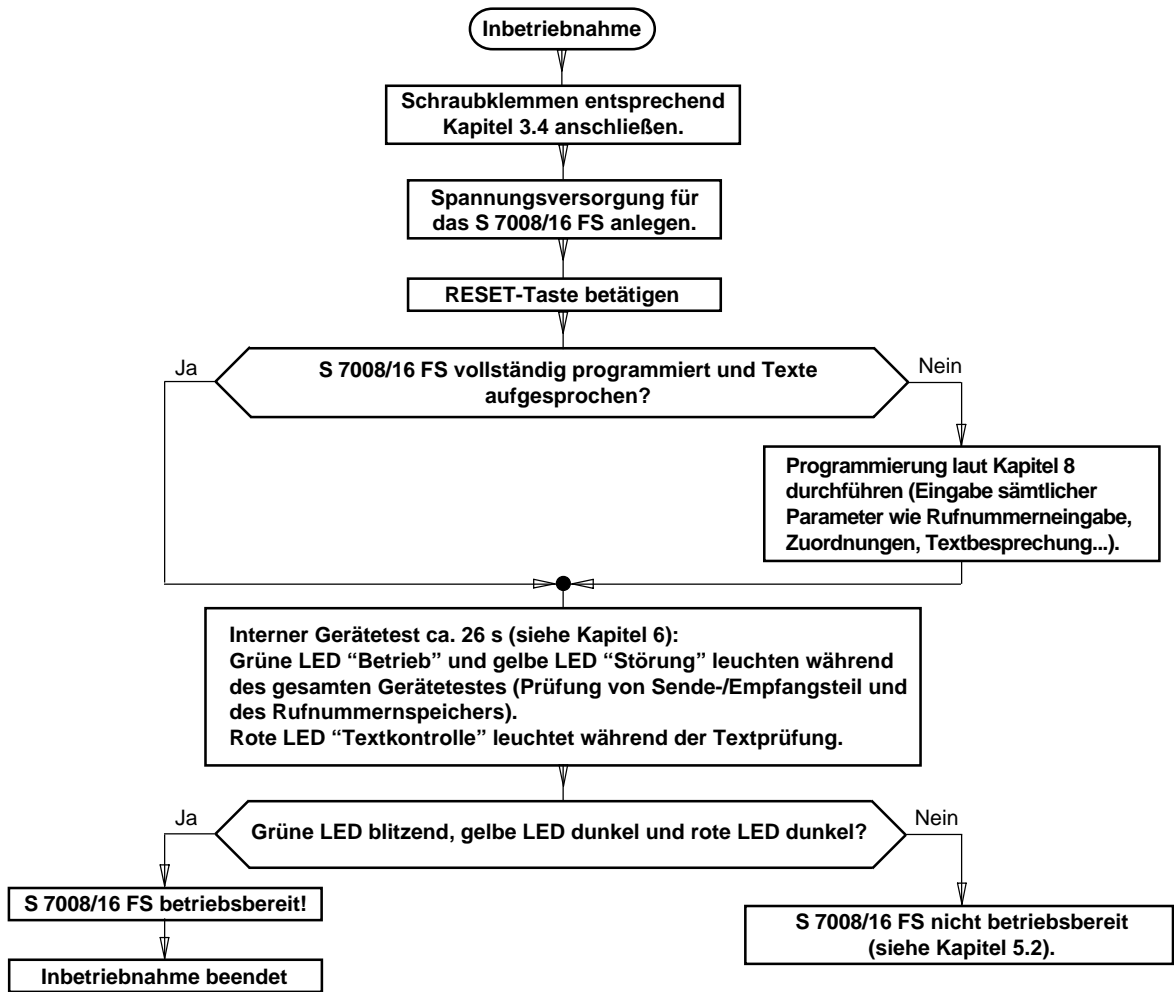 Inbetriebnahme
Schraubklemmen entsprechend
Kapitel 3.4 anschließen.
Spannungsversorgung für
das S 7008/16 FS anlegen.
RESET-Taste betätigen
Ja
S 7008/16 FS vollständig programmiert und Texte
aufgesprochen?
Nein
Programmierung laut Kapitel 8
durchführen (Eingabe sämtlicher
Parameter wie Rufnummerneingabe,
Zuordnungen, Textbesprechung...).
Interner Gerätetest ca. 26 s (siehe Kapitel 6):
Grüne LED “Betrieb” und gelbe LED “Störung” leuchten während
des gesamten Gerätetestes (Prüfung von Sende-/Empfangsteil und
des Rufnummernspeichers).
Rote LED “Textkontrolle” leuchtet während der Textprüfung.
Ja
Grüne LED blitzend, gelbe LED dunkel und rote LED dunkel?
Nein
S 7008/16 FS betriebsbereit!
Inbetriebnahme beendet
S 7008/16 FS nicht betriebsbereit
(siehe Kapitel 5.2).